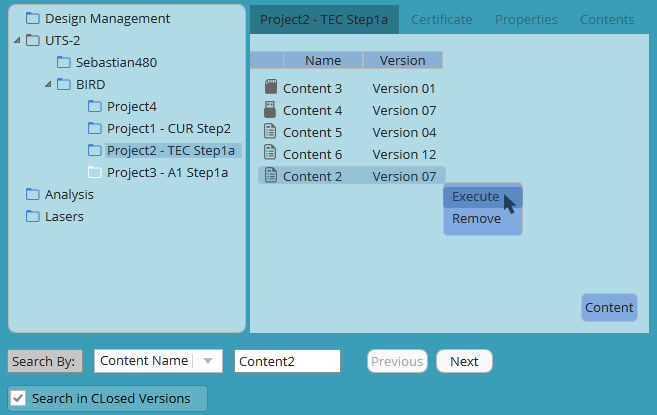 Design Management
UTS-2
Sebastian480
BIRD
Project4
Project1 - CUR Step2
Project2 - TEC Step1a
Project3 - A1 Step1a
Analysis
Lasers
Project2 - TEC Step1a Certificate Properties Contents
Name Version
Content 3 Version 01
Content 4 Version 07
Content 5 Version 04
Content 6 Version 12
Content 2 Version 07
Execute
Remove
Content
Search By: Content Name Content2 Previous Next
Search in CLosed Versions